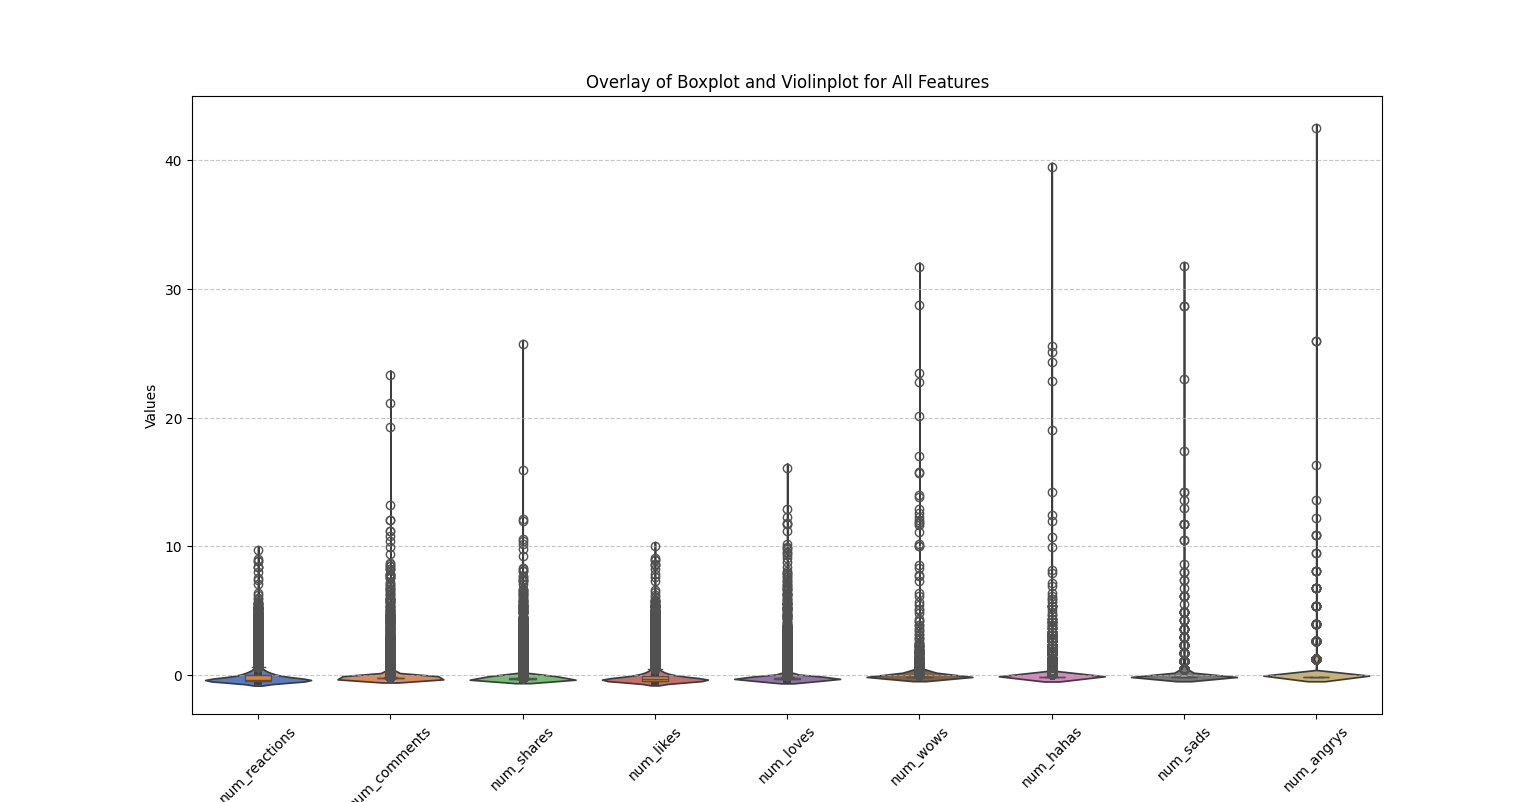 Overlay of Boxplot and Violinplot for All Features
Values
40
30
20
10
0
num_reactions
num_comments
num_shares
num_likes
num_loves
num_wows
num_hahas
num_sads
num_angrys